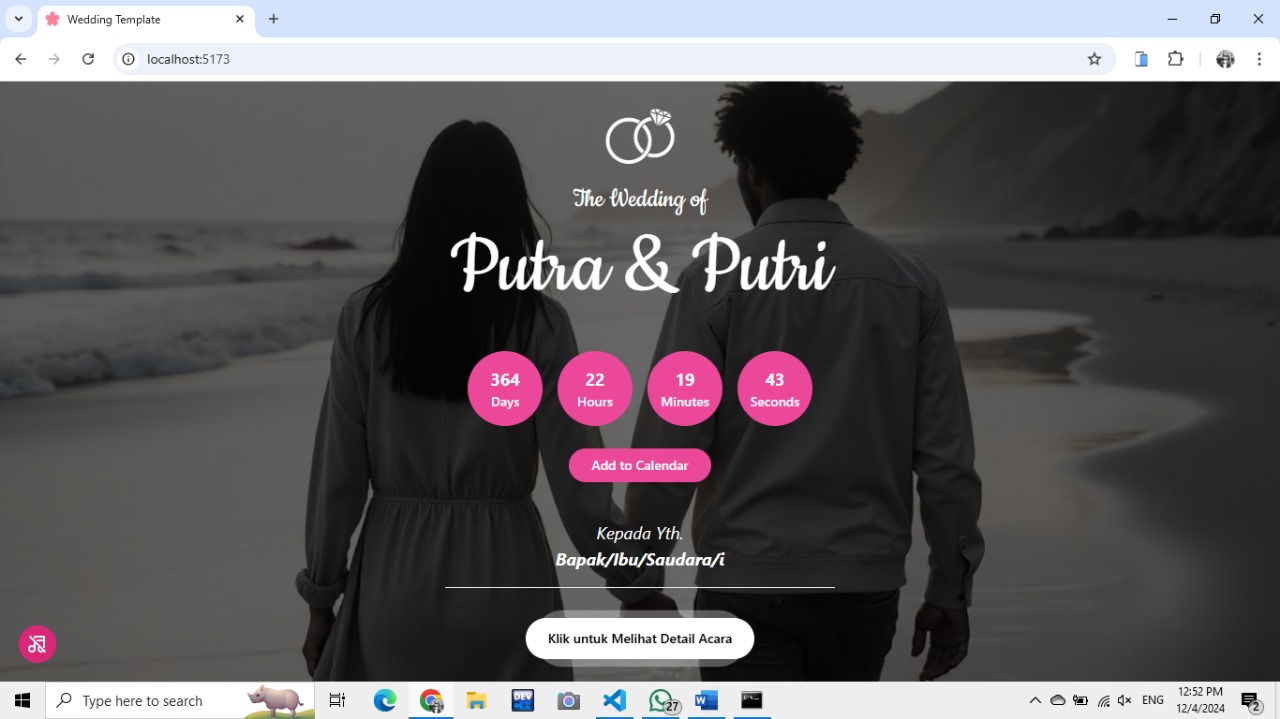 Wedding Template
localhost:5173
The Wedding of
Putra & Putri
364 22 19 43
Days Hours Minutes Seconds
Add to Calendar
Kepada Yth.
Bapak/Ibu/Saudara/i
Klik untuk Melihat Detail Acara
Type here to search
DEV
27
ENG
12:52 PM
12/4/2024
2